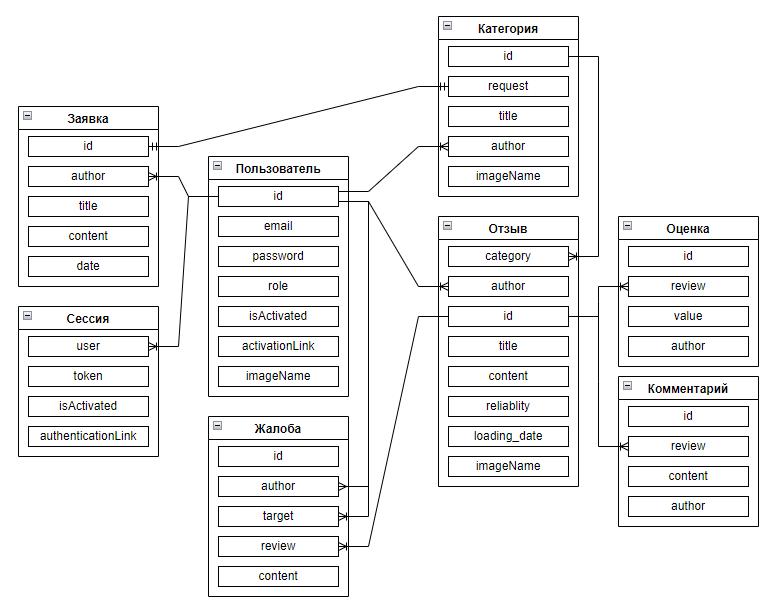 Заявка
id
author
title
content
date
Сессия
user
token
isActivated
authenticationLink
Пользователь
id
email
password
role
isActivated
activationLink
imageName
Жалоба
id
author
target
review
content
Категория
id
request
title
author
imageName
Отзыв
category
author
id
title
content
reliablity
loading_date
imageName
Оценка
id
review
value
author
Комментарий
id
review
content
author